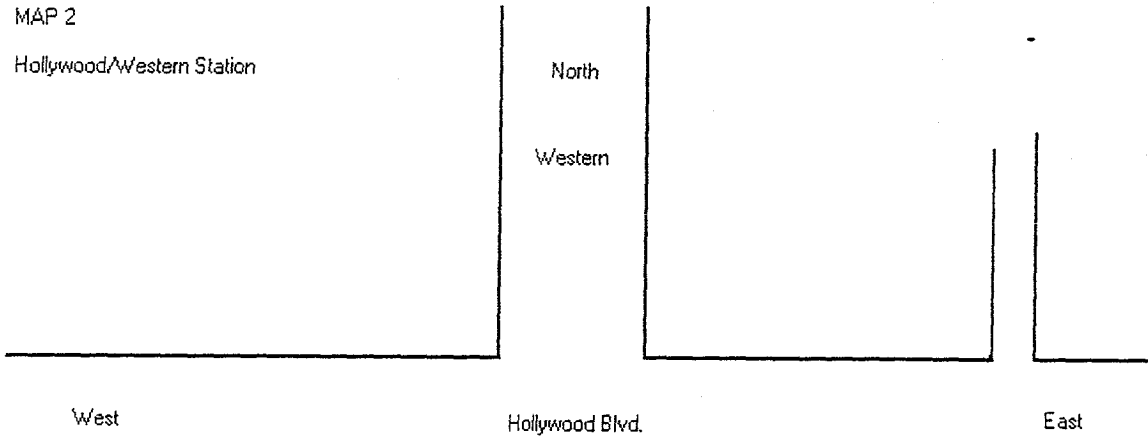 MAP 2
Hollywood/Western Station
North
Western
West
Hollywood Blvd.
East